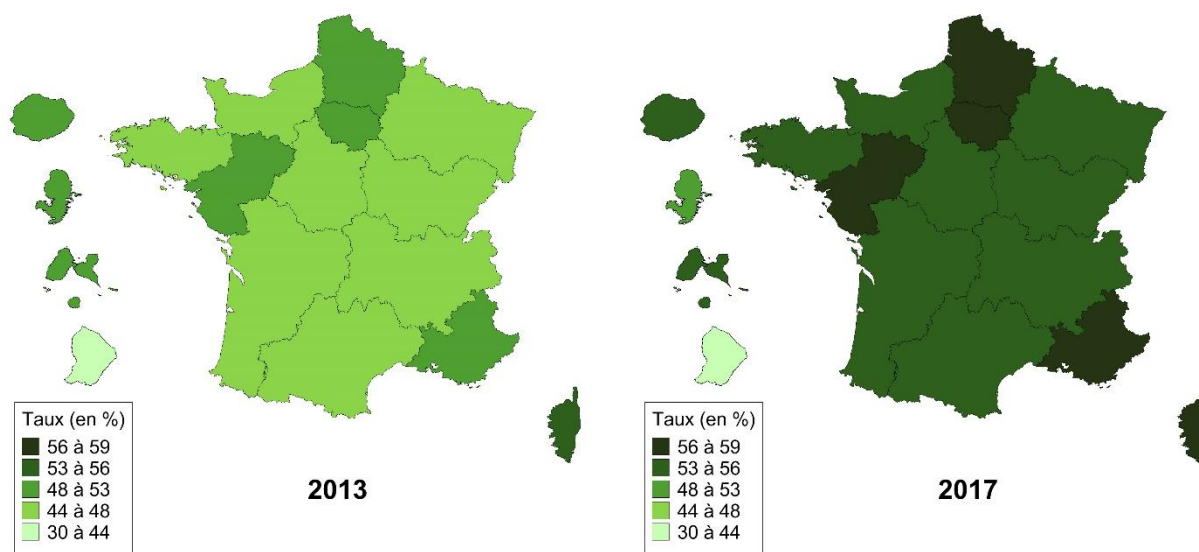 Taux (en %)
56 à 59
53 à 56
48 à 53
44 à 48
30 à 44
2013
Taux (en %)
56 à 59
53 à 56
48 à 53
44 à 48
30 à 44
2017